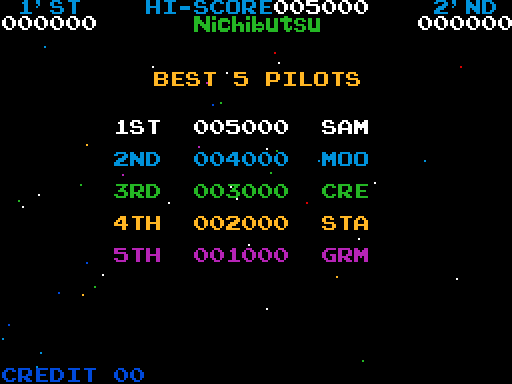 1'ST HI-SCORE005000 2'ND
000000 Nichibutsu 000000
BEST 5 PILOTS
1ST 005000 SAM
2ND 004000 MOO
3RD 003000 CRE
4TH 002000 STA
5TH 001000 GRM
CREDIT 00